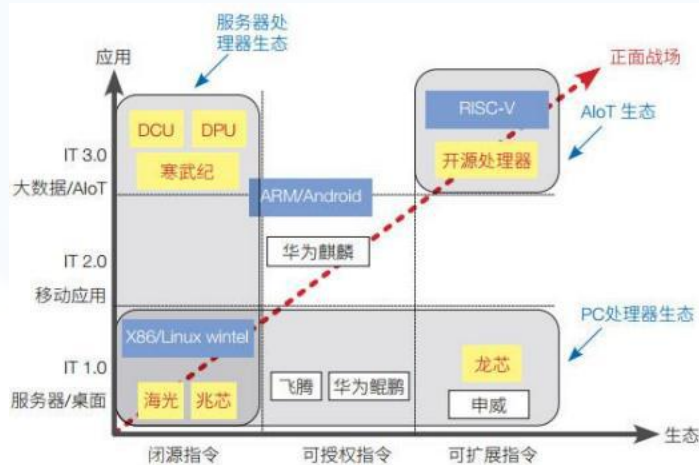 服务器处
理器生态
应用
正面战场
DCU
DPU
RISC-V
AIoT 生态
IT 3.0
寒武纪
开源处理器
大数据/AIoT
ARM/Android
华为麒麟
IT 2.0
移动应用
PC处理器生态
X86/Linux wintel
IT 1.0
龙芯
服务器/桌面
海光
兆芯
飞腾
华为鲲鹏
申威
生态
闭源指令
可授权指令
可扩展指令